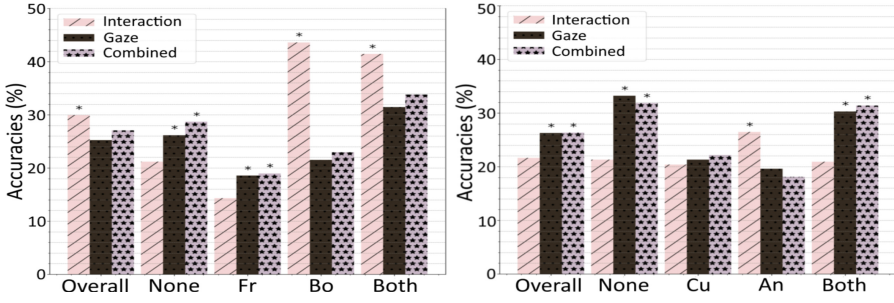 50
40
30
20
10
0
Accuracies (%)
Interaction
Gaze
Combined
*
*
*
*
*
*
*
Overall None Fr Bo Both
50
40
30
20
10
0
Accuracies (%)
Interaction
Gaze
Combined
*
*
*
*
*
*
*
Overall None Cu An Both